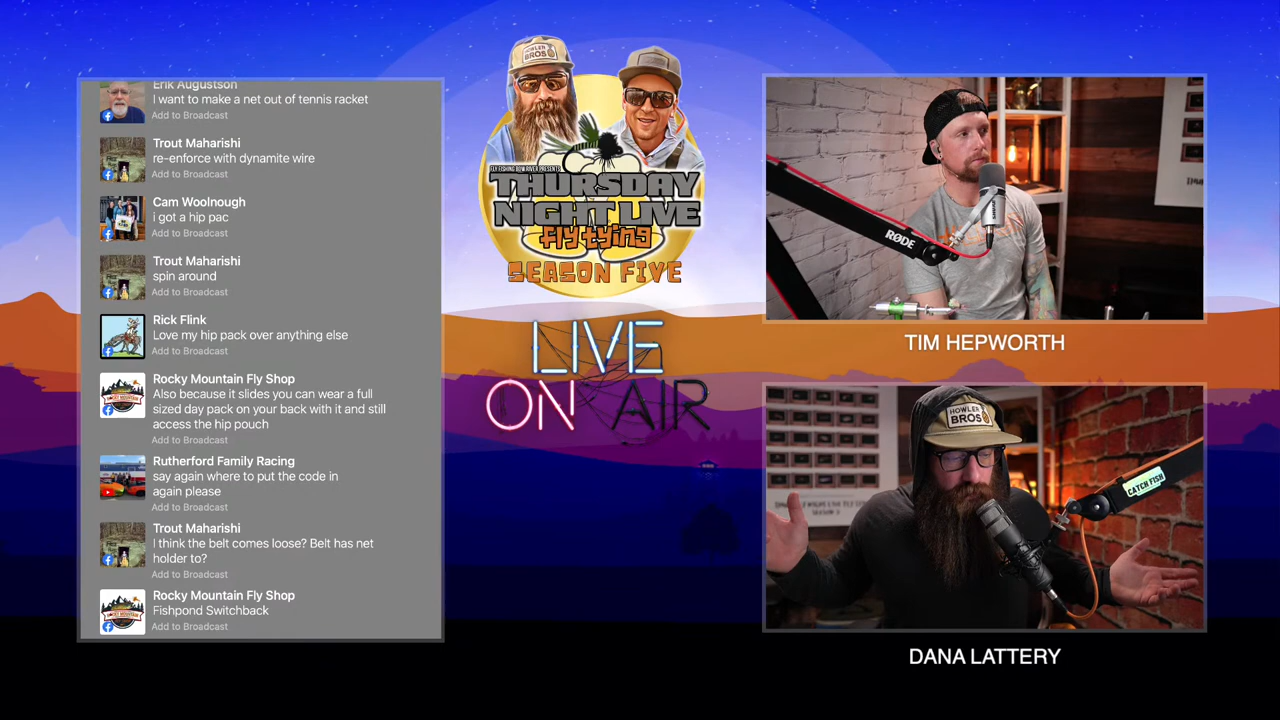 Erik Augustson
I want to make a net out of tennis racket
Add to Broadcast
Trout Maharishi
re-enforce with dynamite wire
Add to Broadcast
Cam Woolnough
i got a hip pac
Add to Broadcast
Trout Maharishi
spin around
Add to Broadcast
Rick Flink
Love my hip pack over anything else
Add to Broadcast
Rocky Mountain Fly Shop
Also because it slides you can wear a full
sized day pack on your back with it and still
access the hip pouch
Add to Broadcast
Rutherford Family Racing
say again where to put the code in
again please
Add to Broadcast
Trout Maharishi
I think the belt comes loose? Belt has net
holder to?
Add to Broadcast
Rocky Mountain Fly Shop
Fishpond Switchback
Add to Broadcast
HOWLER
BROS
FLY FISHING BOW RIVER PRESENTS
THURSDAY
NIGHT LIVE
fly tying
SEASON FIVE
LIVE
ON AIR
RØDE
TIM HEPWORTH
HOWLER
BROS
CATCH FISH
DANA LATTERY